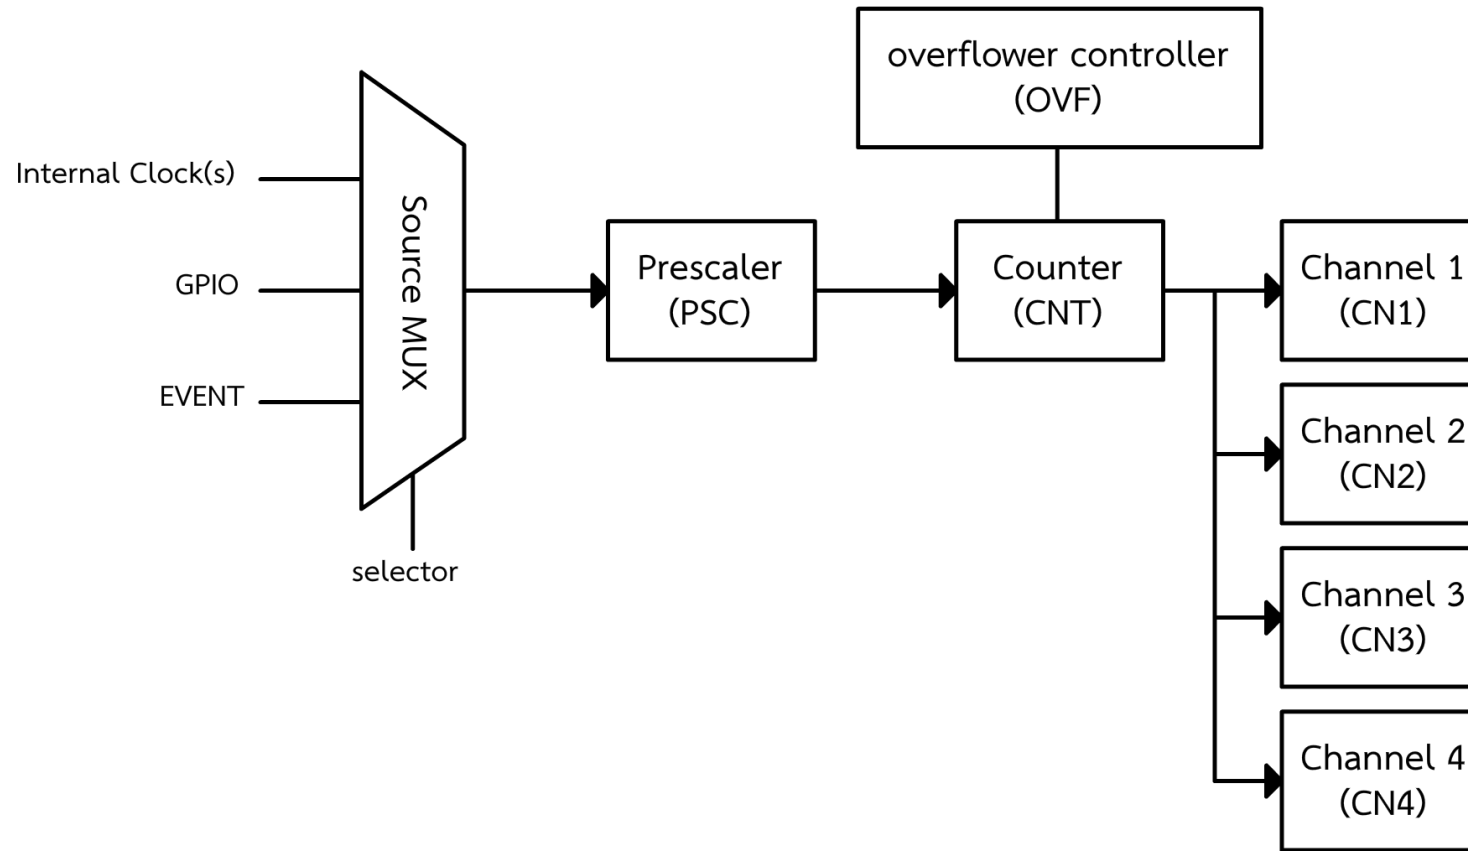 overflower controller
(OVF)
Internal Clock(s)
GPIO
EVENT
Source MUX
selector
Prescaler
(PSC)
Counter
(CNT)
Channel 1
(CN1)
Channel 2
(CN2)
Channel 3
(CN3)
Channel 4
(CN4)